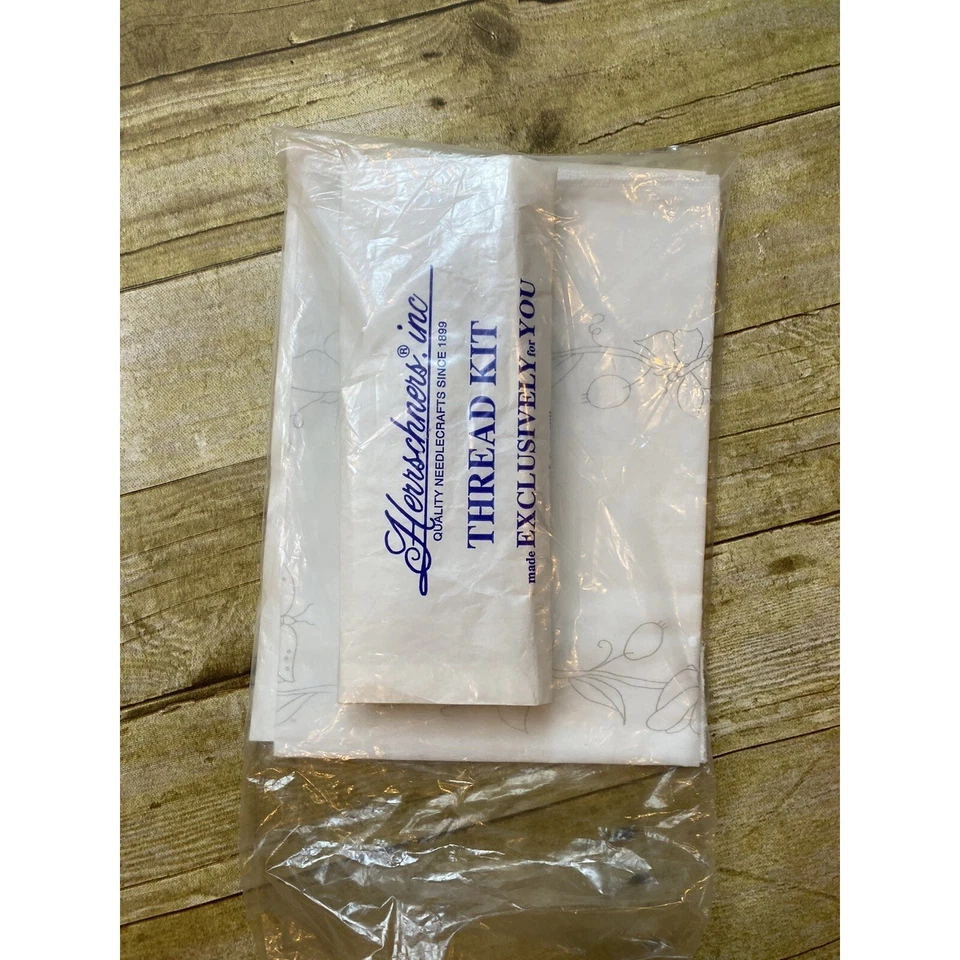 Herrschners,® inc
QUALITY NEEDLECRAFTS SINCE 1899
THREAD KIT
made EXCLUSIVELY for YOU